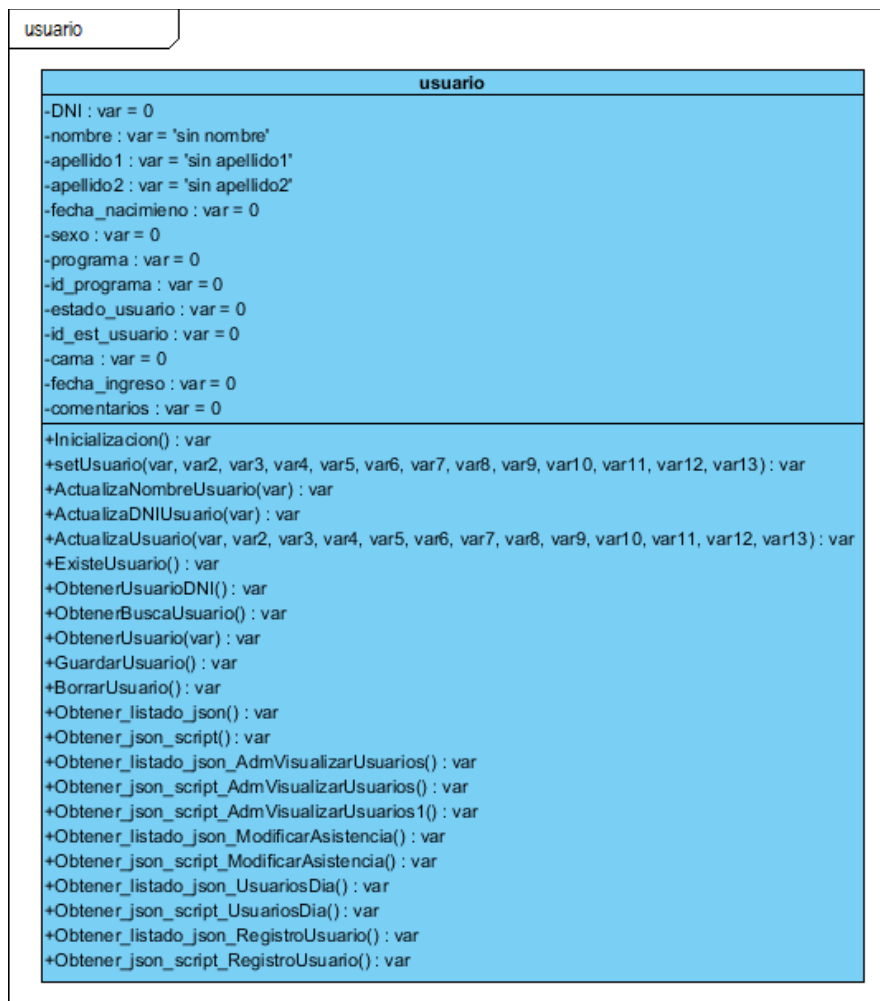 usuario
usuario
-DNI : var = 0
-nombre : var = 'sin nombre'
-apellido1 : var = 'sin apellido1'
-apellido2 : var = 'sin apellido2'
-fecha_nacimieno : var = 0
-sexo : var = 0
-programa : var = 0
-id_programa : var = 0
-estado_usuario : var = 0
-id_est_usuario : var = 0
-cama : var = 0
-fecha_ingreso : var = 0
-comentarios : var = 0
+Inicializacion() : var
+setUsuario(var, var2, var3, var4, var5, var6, var7, var8, var9, var10, var11, var12, var13) : var
+ActualizaNombreUsuario(var) : var
+ActualizaDNIUsuario(var) : var
+ActualizaUsuario(var, var2, var3, var4, var5, var6, var7, var8, var9, var10, var11, var12, var13) : var
+ExisteUsuario() : var
+ObtenerUsuarioDNI() : var
+ObtenerBuscaUsuario() : var
+ObtenerUsuario(var) : var
+GuardarUsuario() : var
+BorrarUsuario() : var
+Obtener_listado_json() : var
+Obtener_json_script() : var
+Obtener_listado_json_AdmVisualizarUsuarios() : var
+Obtener_json_script_AdmVisualizarUsuarios() : var
+Obtener_json_script_AdmVisualizarUsuarios1() : var
+Obtener_listado_json_ModificarAsistencia() : var
+Obtener_json_script_ModificarAsistencia() : var
+Obtener_listado_json_UsuariosDia() : var
+Obtener_json_script_UsuariosDia() : var
+Obtener_listado_json_RegistroUsuario() : var
+Obtener_json_script_RegistroUsuario() : var